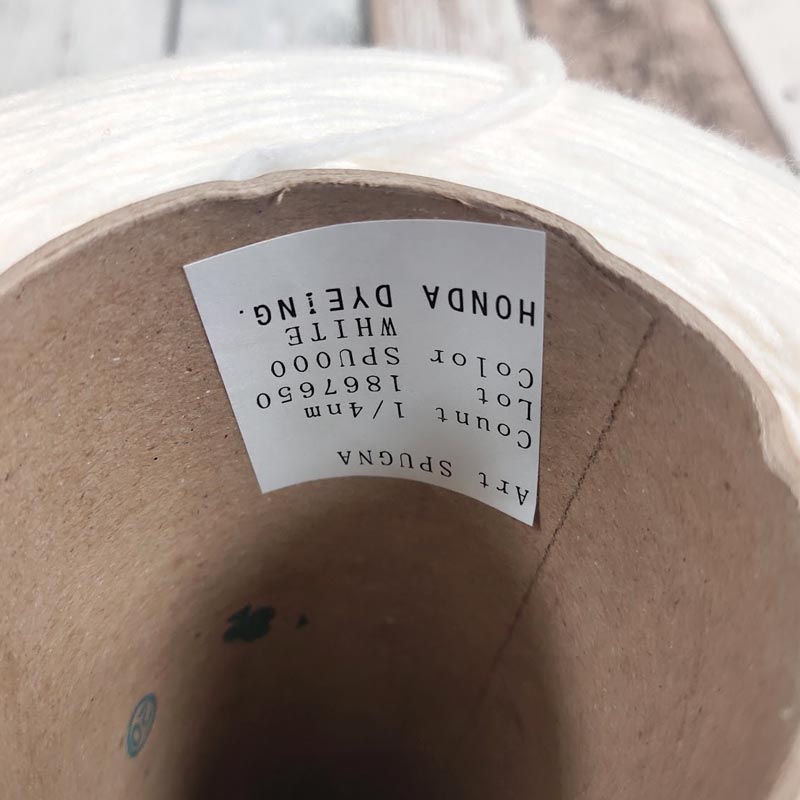 Art SPUGNA
Count 1/4nm
Lot 1867650
Color SPU000
WHITE
HONDA DYEING.